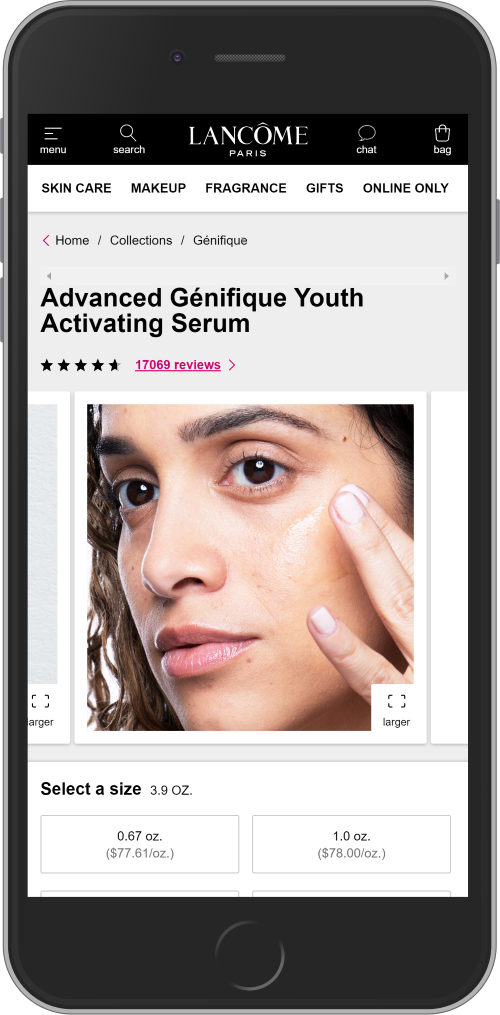 menu
search
LANCÔME
PARIS
chat
bag
SKIN CARE MAKEUP FRAGRANCE GIFTS ONLINE ONLY
Home / Collections / Génifique
Advanced Génifique Youth
Activating Serum
17069 reviews
larger
larger
Select a size 3.9 OZ.
0.67 oz.
($77.61/oz.)
1.0 oz.
($78.00/oz.)